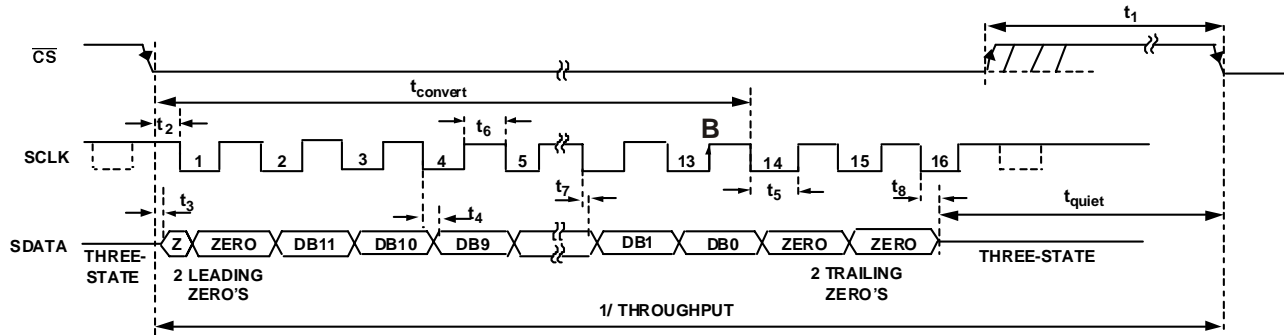 t1
CS
tconvert
t2
t6
B
SCLK
1 2 3 4 5 13 14 15 16
t3
t7
t5
t8
t4
tquiet
SDATA
Z ZERO DB11 DB10 DB9 DB1 DB0 ZERO ZERO
THREE-
STATE
2 LEADING
ZERO'S
2 TRAILING
ZERO'S
THREE-STATE
1/ THROUGHPUT